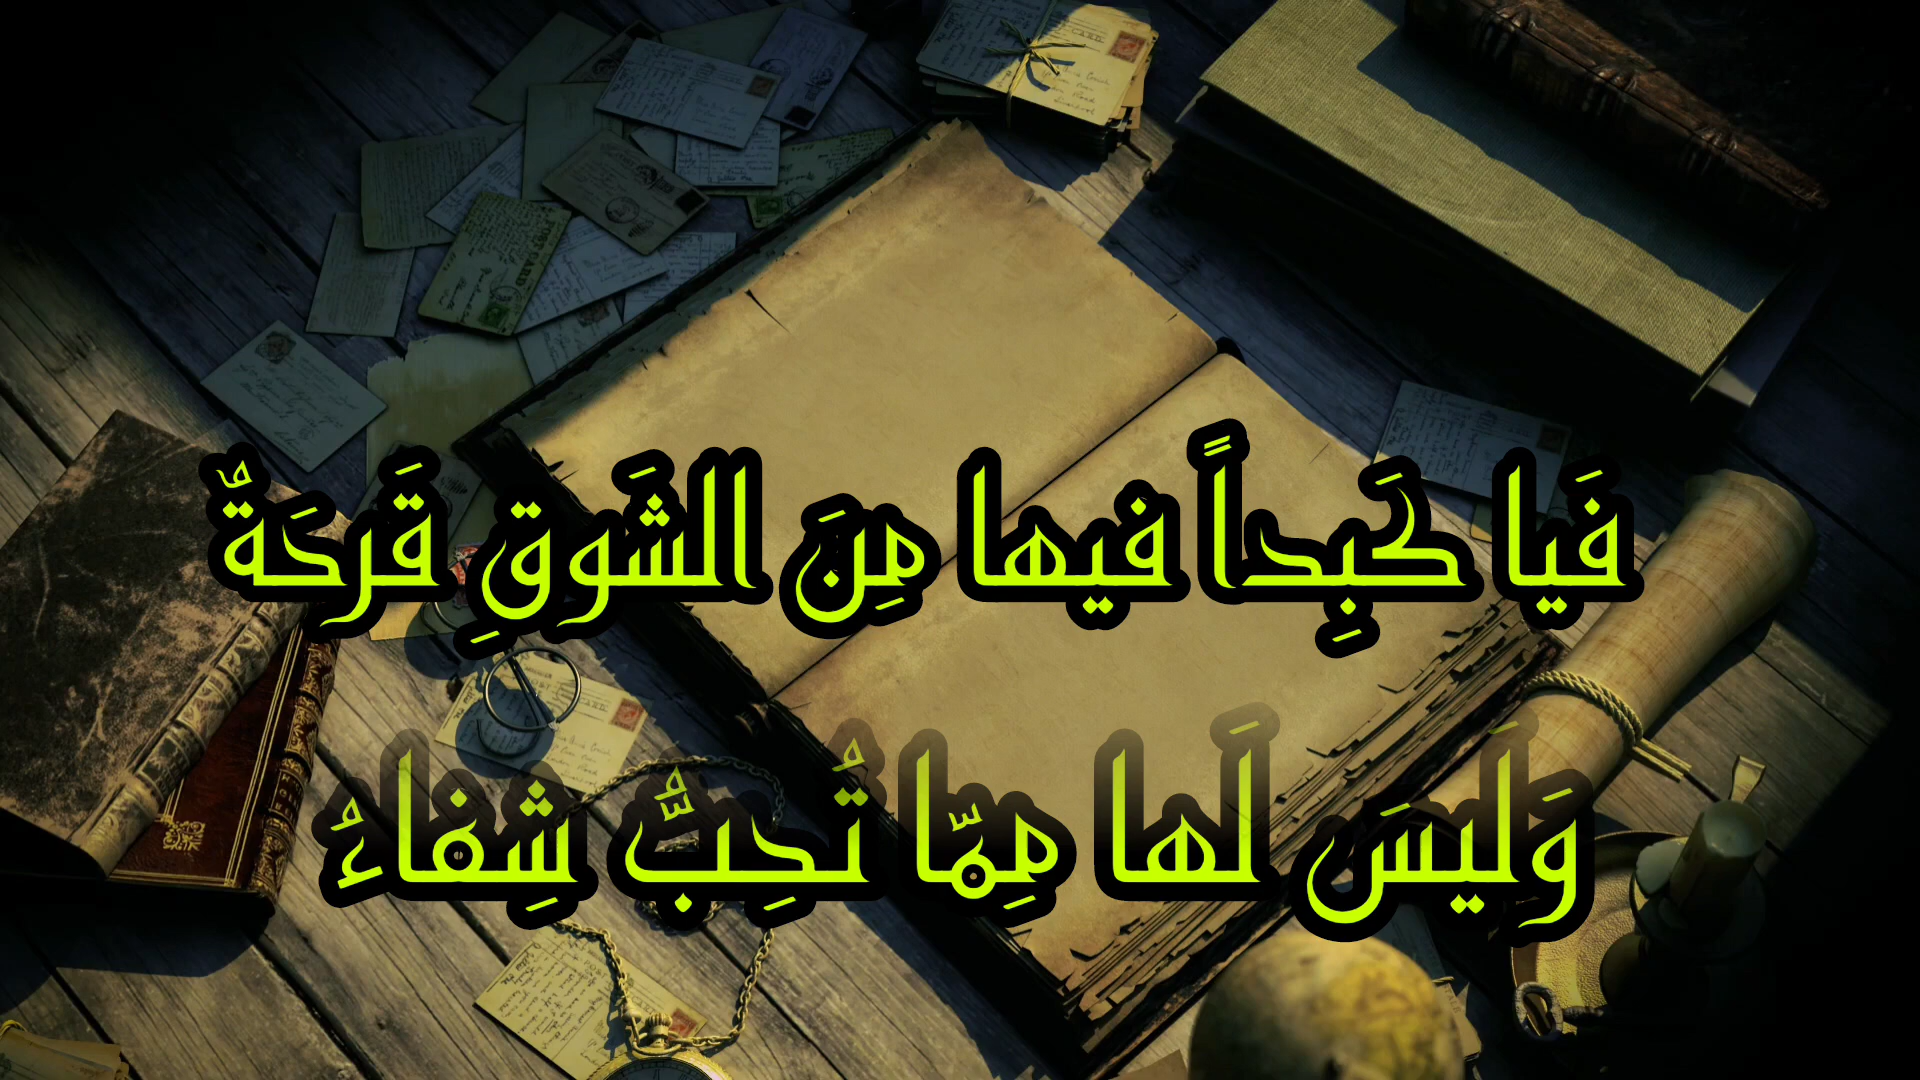 فَيا كَبِداً فيها مِنَ الشَوقِ قَرحَةٌ
وَلَيسَ لَها مِمّا تُحِبُّ شِفاءُ